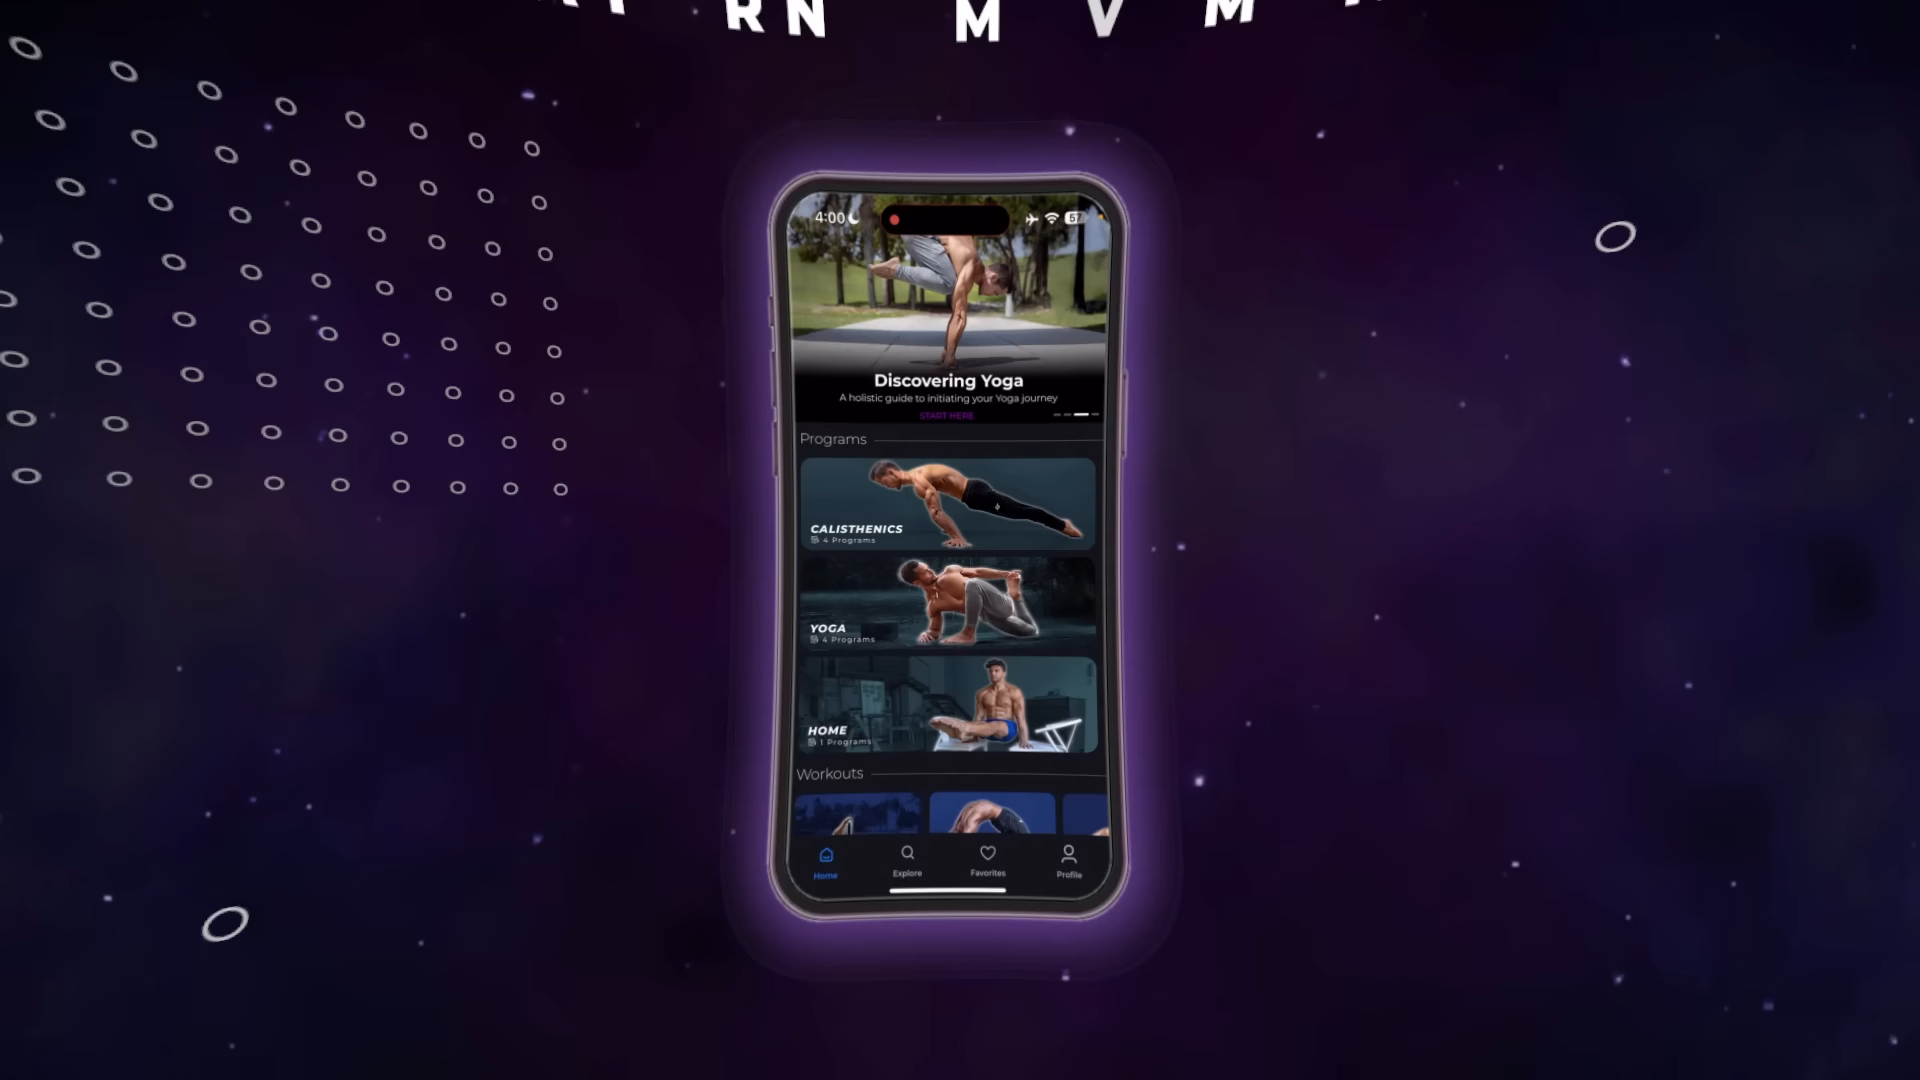 RN M V M
4:00
57
Discovering Yoga
A holistic guide to initiating your Yoga journey
START HERE
Programs
CALISTHENICS
4 Programs
YOGA
4 Programs
HOME
1 Programs
Workouts
Home Explore Favorites Profile